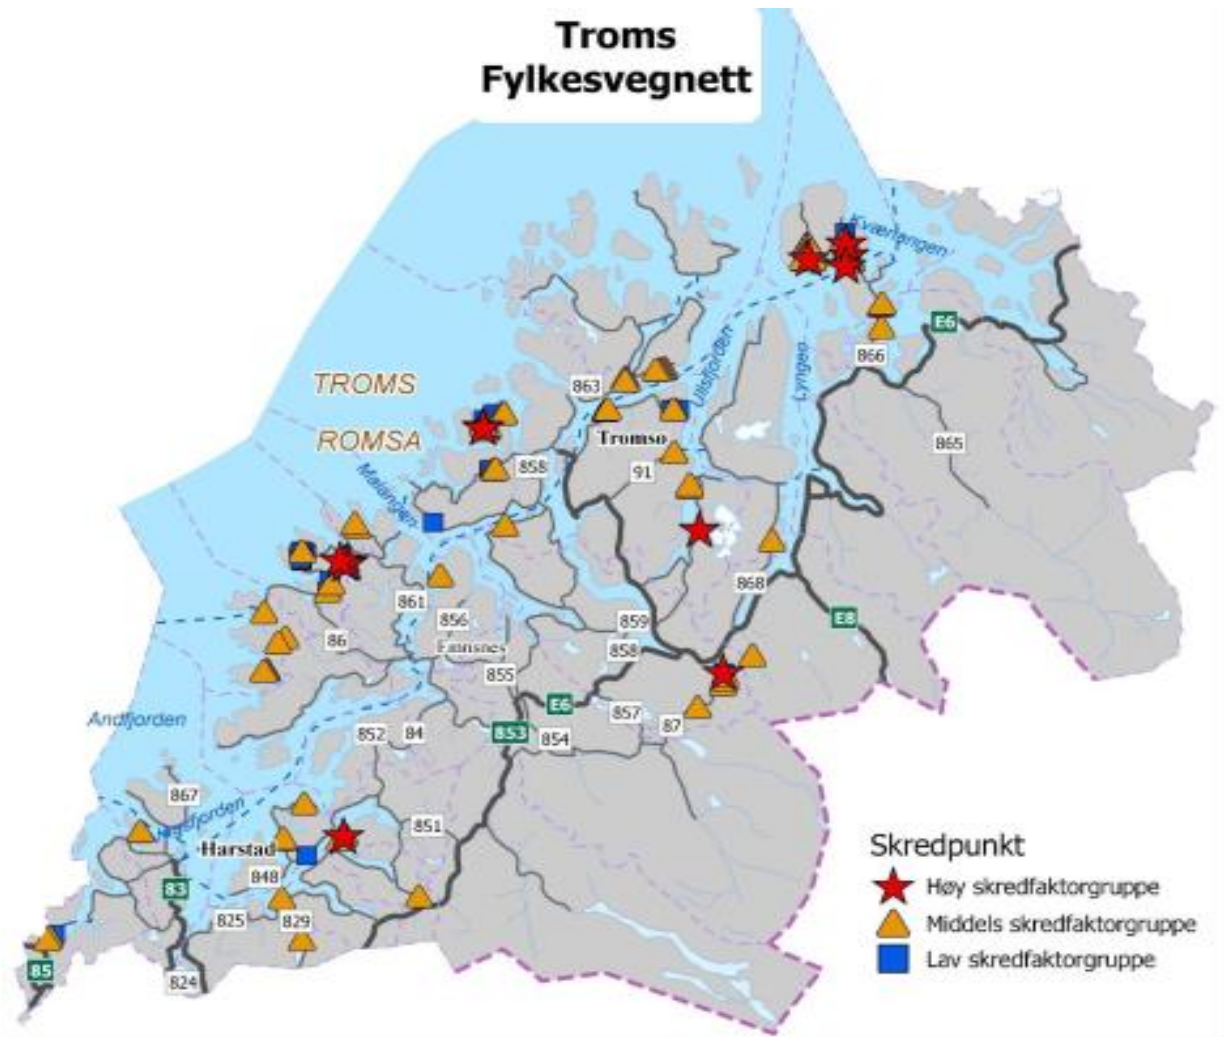 Troms
Fylkesvegnett
Kvænangen
E6
866
TROMS
863
Ullsfjorden
Lyngen
ROMSA
Tromsø
865
858
91
Malangen
868
861
856
859
E8
86
Finnsnes
858
855
E6
857
Andfjorden
852
84
853
854
87
867
851
Harstad
Skredpunkt
848
83
Høy skredfaktorgruppe
825
829
Middels skredfaktorgruppe
85
824
Lav skredfaktorgruppe